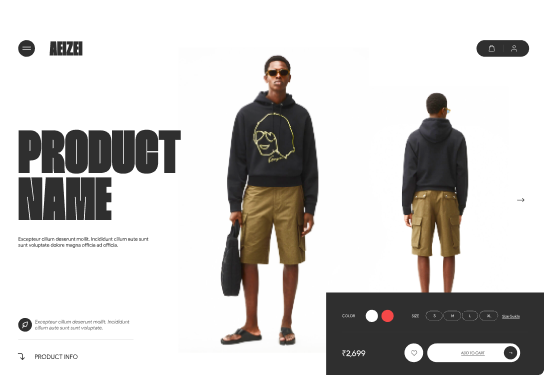 AEIZEI
PRODUCT
NAME
Excepteur cillum deserunt mollit. Incididunt cillum aute sunt
sunt voluptate dolore magna officia ad officia.
Excepteur cillum deserunt mollit. Incididunt
cillum aute sunt sunt voluptate.
PRODUCT INFO
COLOR
SIZE
S
M
L
XL
Size Guide
₹2,699
ADD TO CART